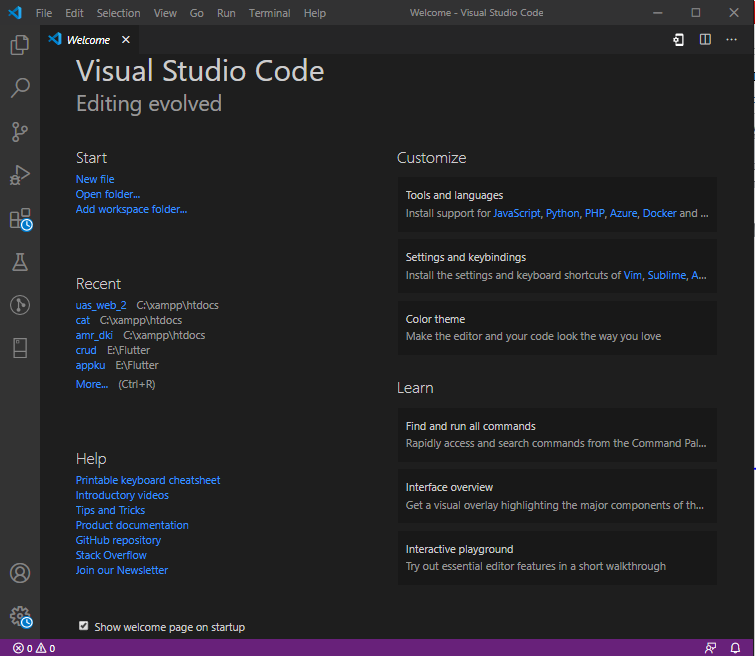 File Edit Selection View Go Run Terminal Help Welcome - Visual Studio Code
Welcome
Visual Studio Code
Editing evolved
Start
New file
Open folder...
Add workspace folder...
Recent
uas_web_2 C:\xampp\htdocs
cat C:\xampp\htdocs
amr_dki C:\xampp\htdocs
crud E:\Flutter
appku E:\Flutter
More... (Ctrl+R)
Help
Printable keyboard cheatsheet
Introductory videos
Tips and Tricks
Product documentation
GitHub repository
Stack Overflow
Join our Newsletter
Customize
Tools and languages
Install support for JavaScript, Python, PHP, Azure, Docker and ...
Settings and keybindings
Install the settings and keyboard shortcuts of Vim, Sublime, A...
Color theme
Make the editor and your code look the way you love
Learn
Find and run all commands
Rapidly access and search commands from the Command Pal...
Interface overview
Get a visual overlay highlighting the major components of th...
Interactive playground
Try out essential editor features in a short walkthrough
Show welcome page on startup
0 0